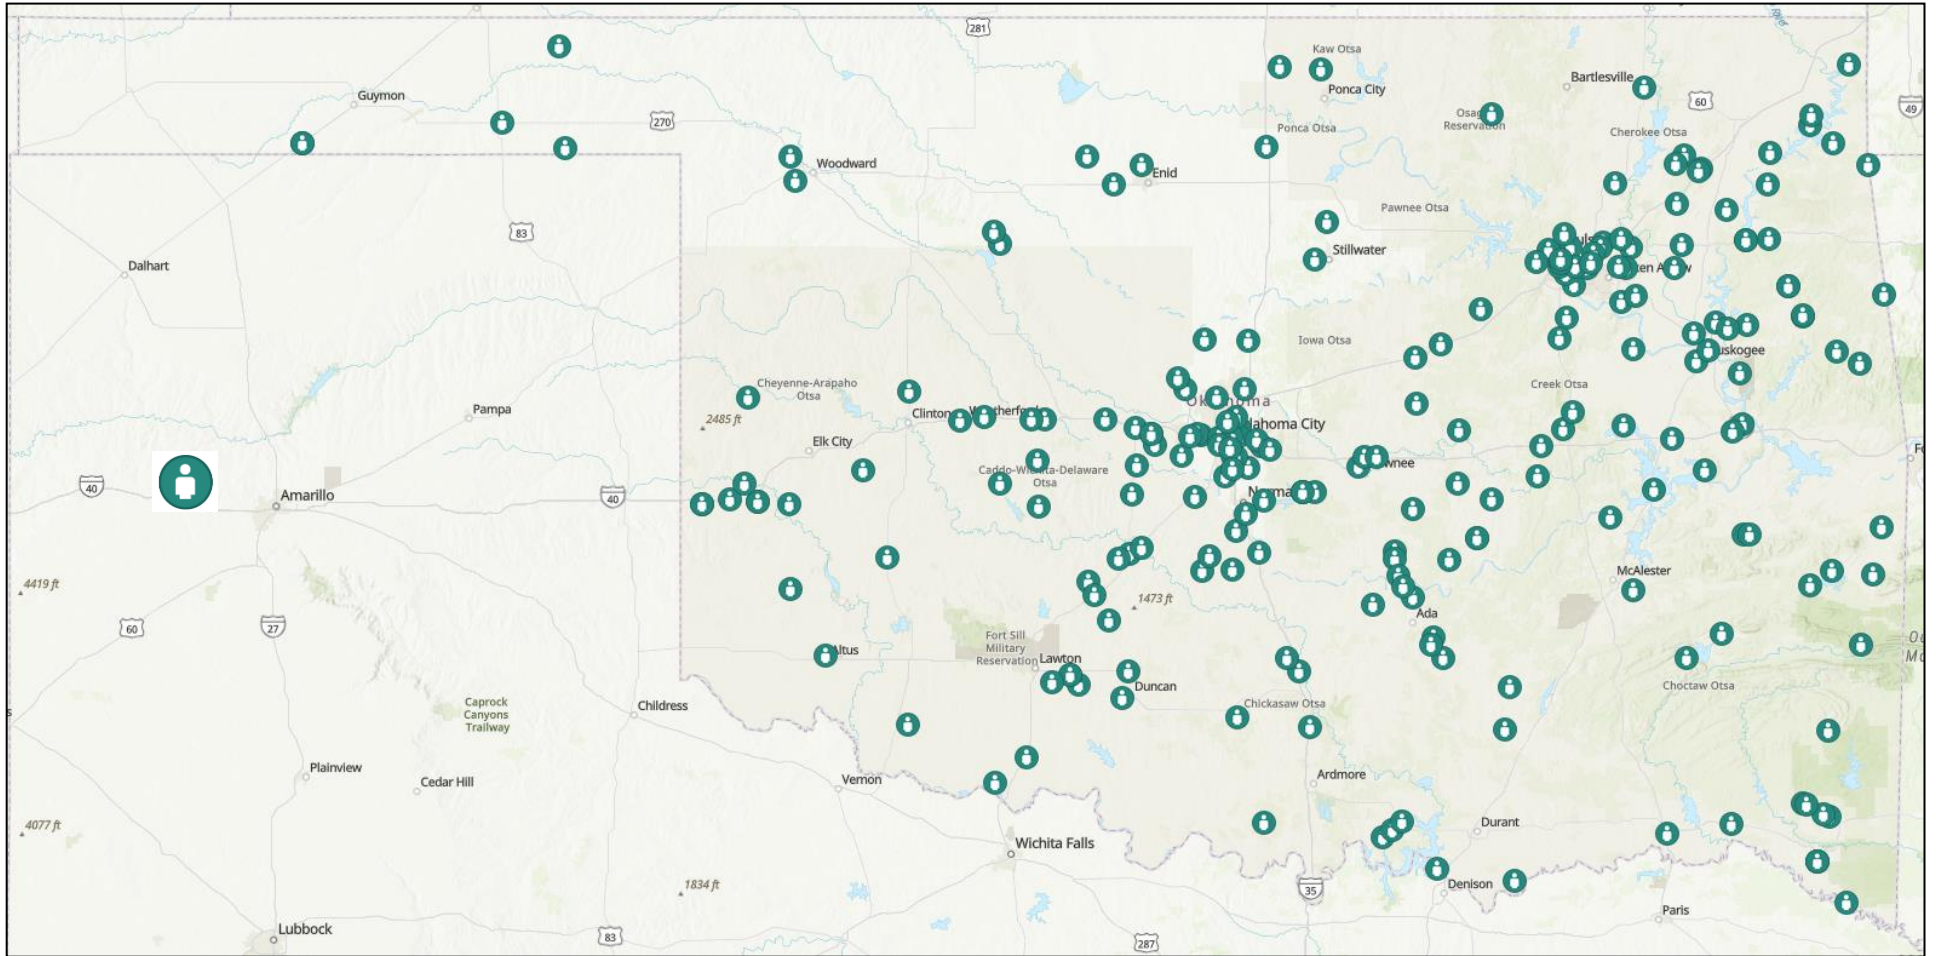 281
Kaw Otsa
Bartlesville
Guymon
Ponca City
60
49
270
Ponca Otsa
Reservation
Cherokee Otsa
Woodward
Enid
Pawnee Otsa
83
Stillwater
Dalhart
Iowa Otsa
uskogee
Cheyenne-Arapaho
Otsa
Creek Otsa
Pampa
Clinton
2485 ft
lahoma City
Elk City
Caddo-Wichita-Delaware
Otsa
wnee
40
Amarillo
40
Norma
McAlester
4419 ft
1473 ft
Ada
60
27
Fort Sill
Military
Reservation
Altus
Lawton
Duncan
Choctaw Otsa
Caprock
Canyons
Trailway
Childress
Chickasaw Otsa
Plainview
Cedar Hill
Vernon
Ardmore
4077 ft
Durant
Wichita Falls
1834 ft
35
Denison
Paris
Lubbock
83
287